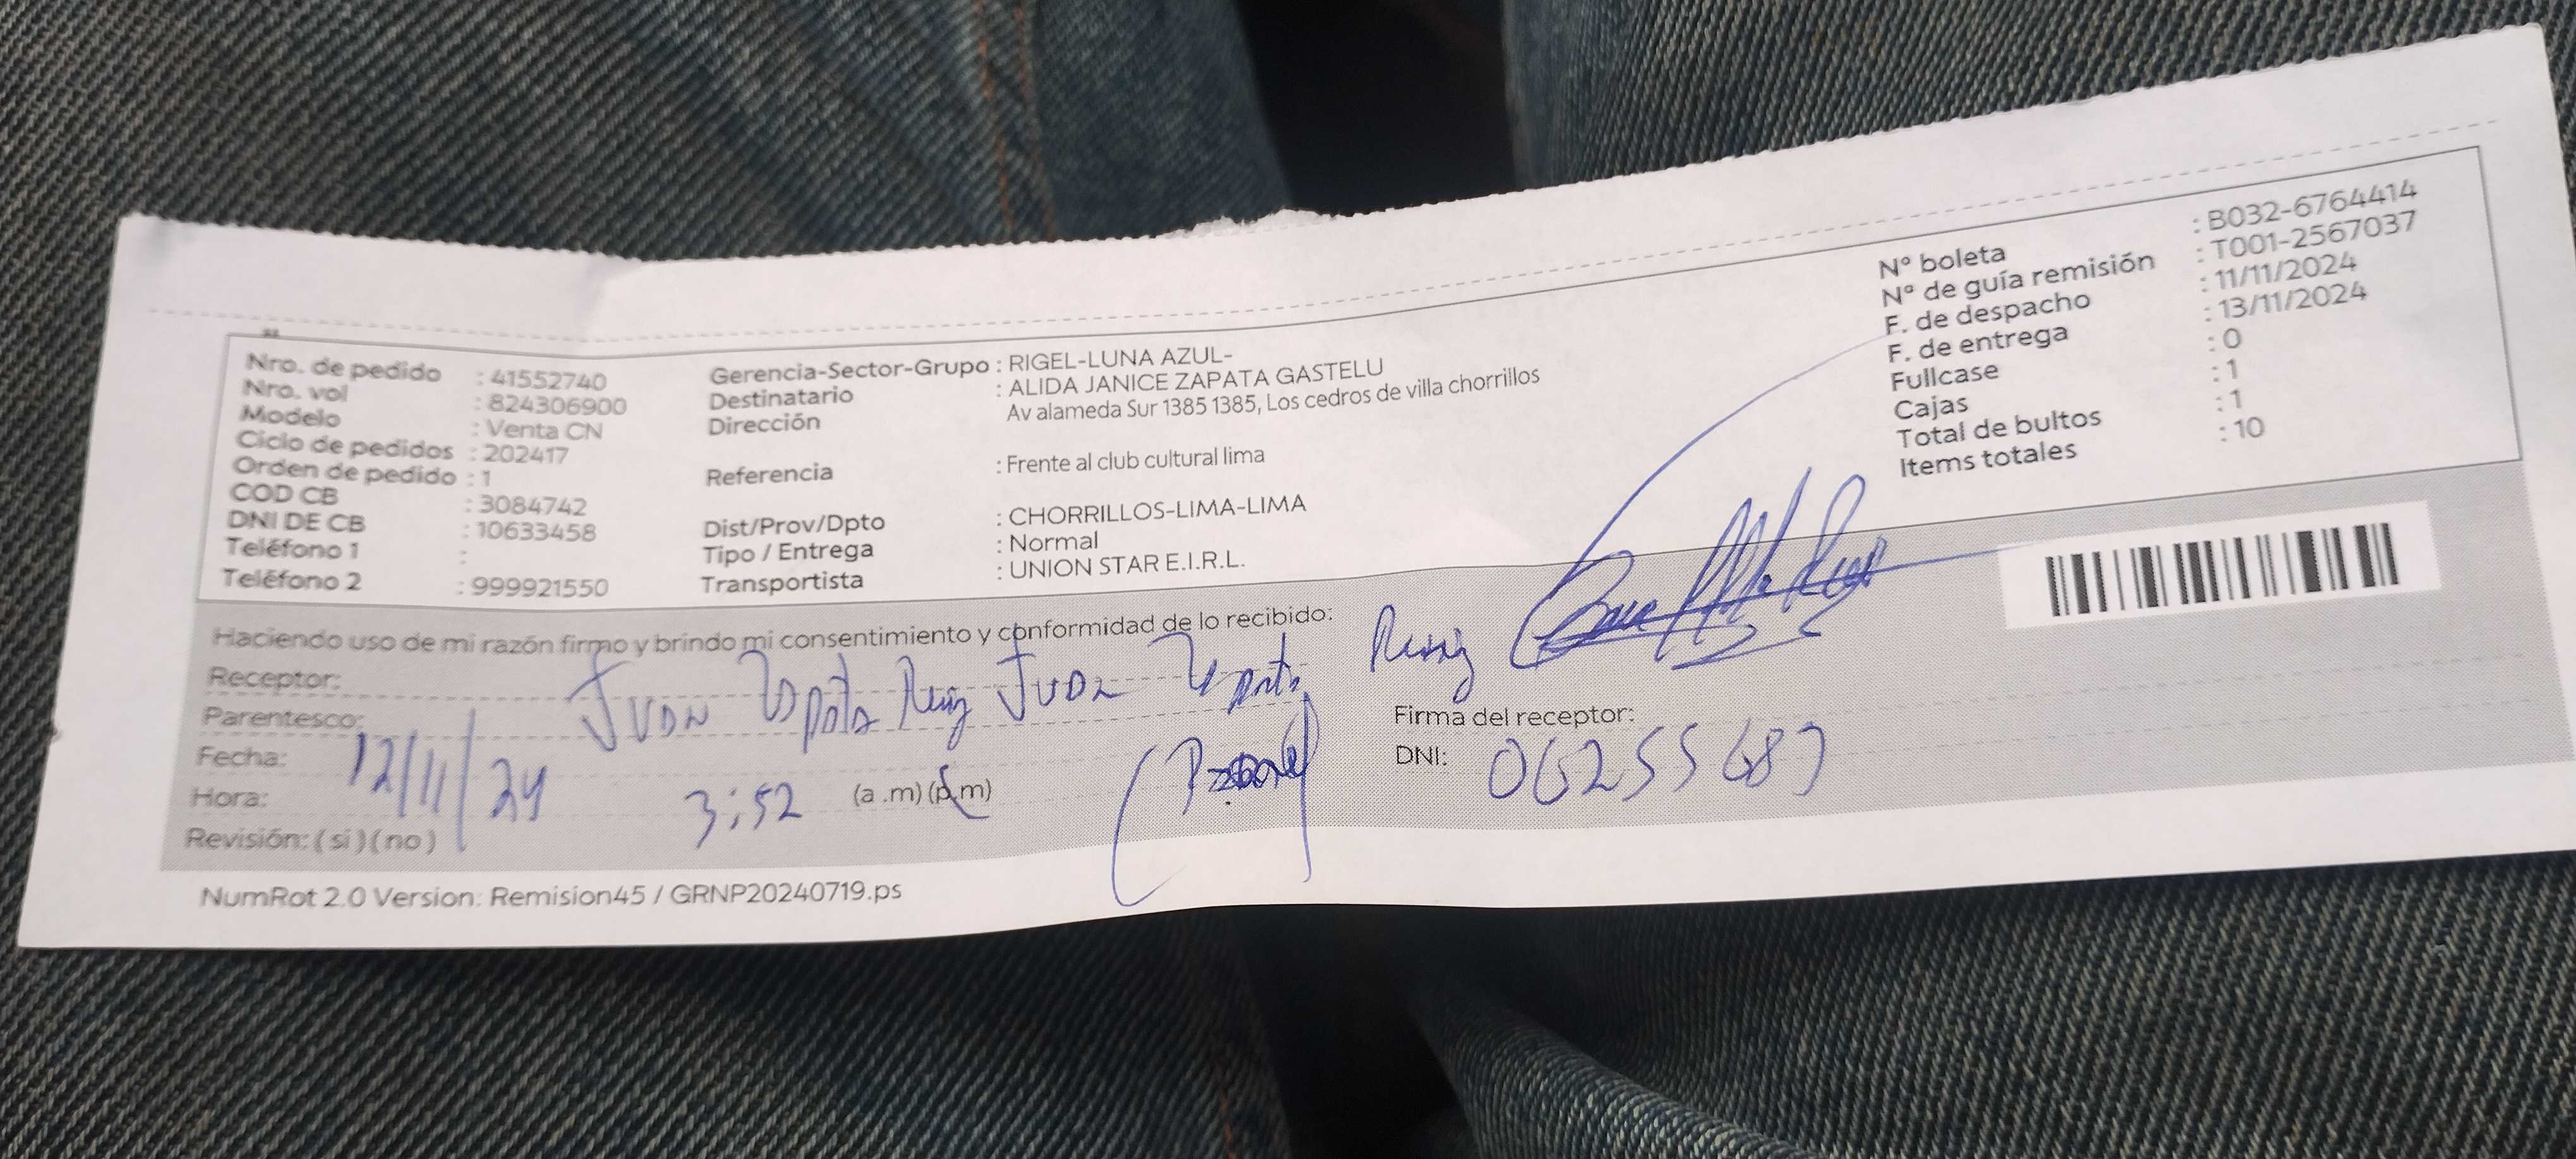 Nro. de pedido : 41552740
Nro. vol : 824306900
Modelo : Venta CN
Ciclo de pedidos : 202417
Orden de pedido : 1
COD CB : 3084742
DNI DE CB : 10633458
Teléfono 1 :
Teléfono 2 : 999921550
Gerencia-Sector-Grupo : RIGEL-LUNA AZUL-
Destinatario : ALIDA JANICE ZAPATA GASTELU
Dirección Av alameda Sur 1385 1385, Los cedros de villa chorrillos
Referencia : Frente al club cultural lima
Dist/Prov/Dpto : CHORRILLOS-LIMA-LIMA
Tipo / Entrega : Normal
Transportista : UNION STAR E.I.R.L.
N° boleta : B032-6764414
N° de guía remisión : T001-2567037
F. de despacho : 11/11/2024
F. de entrega : 13/11/2024
Fullcase : 0
Cajas : 1
Total de bultos : 1
Items totales : 10
Haciendo uso de mi razón firmo y brindo mi consentimiento y conformidad de lo recibido:
Receptor: Juan Zapata Ruiz Juan Zapata Ruiz
Parentesco:
Fecha: 12/11/24
Hora: 3:52 (a .m) (p.m)
Revisión: ( si ) ( no )
Firma del receptor:
DNI:
NumRot 2.0 Version: Remision45 / GRNP20240719.ps